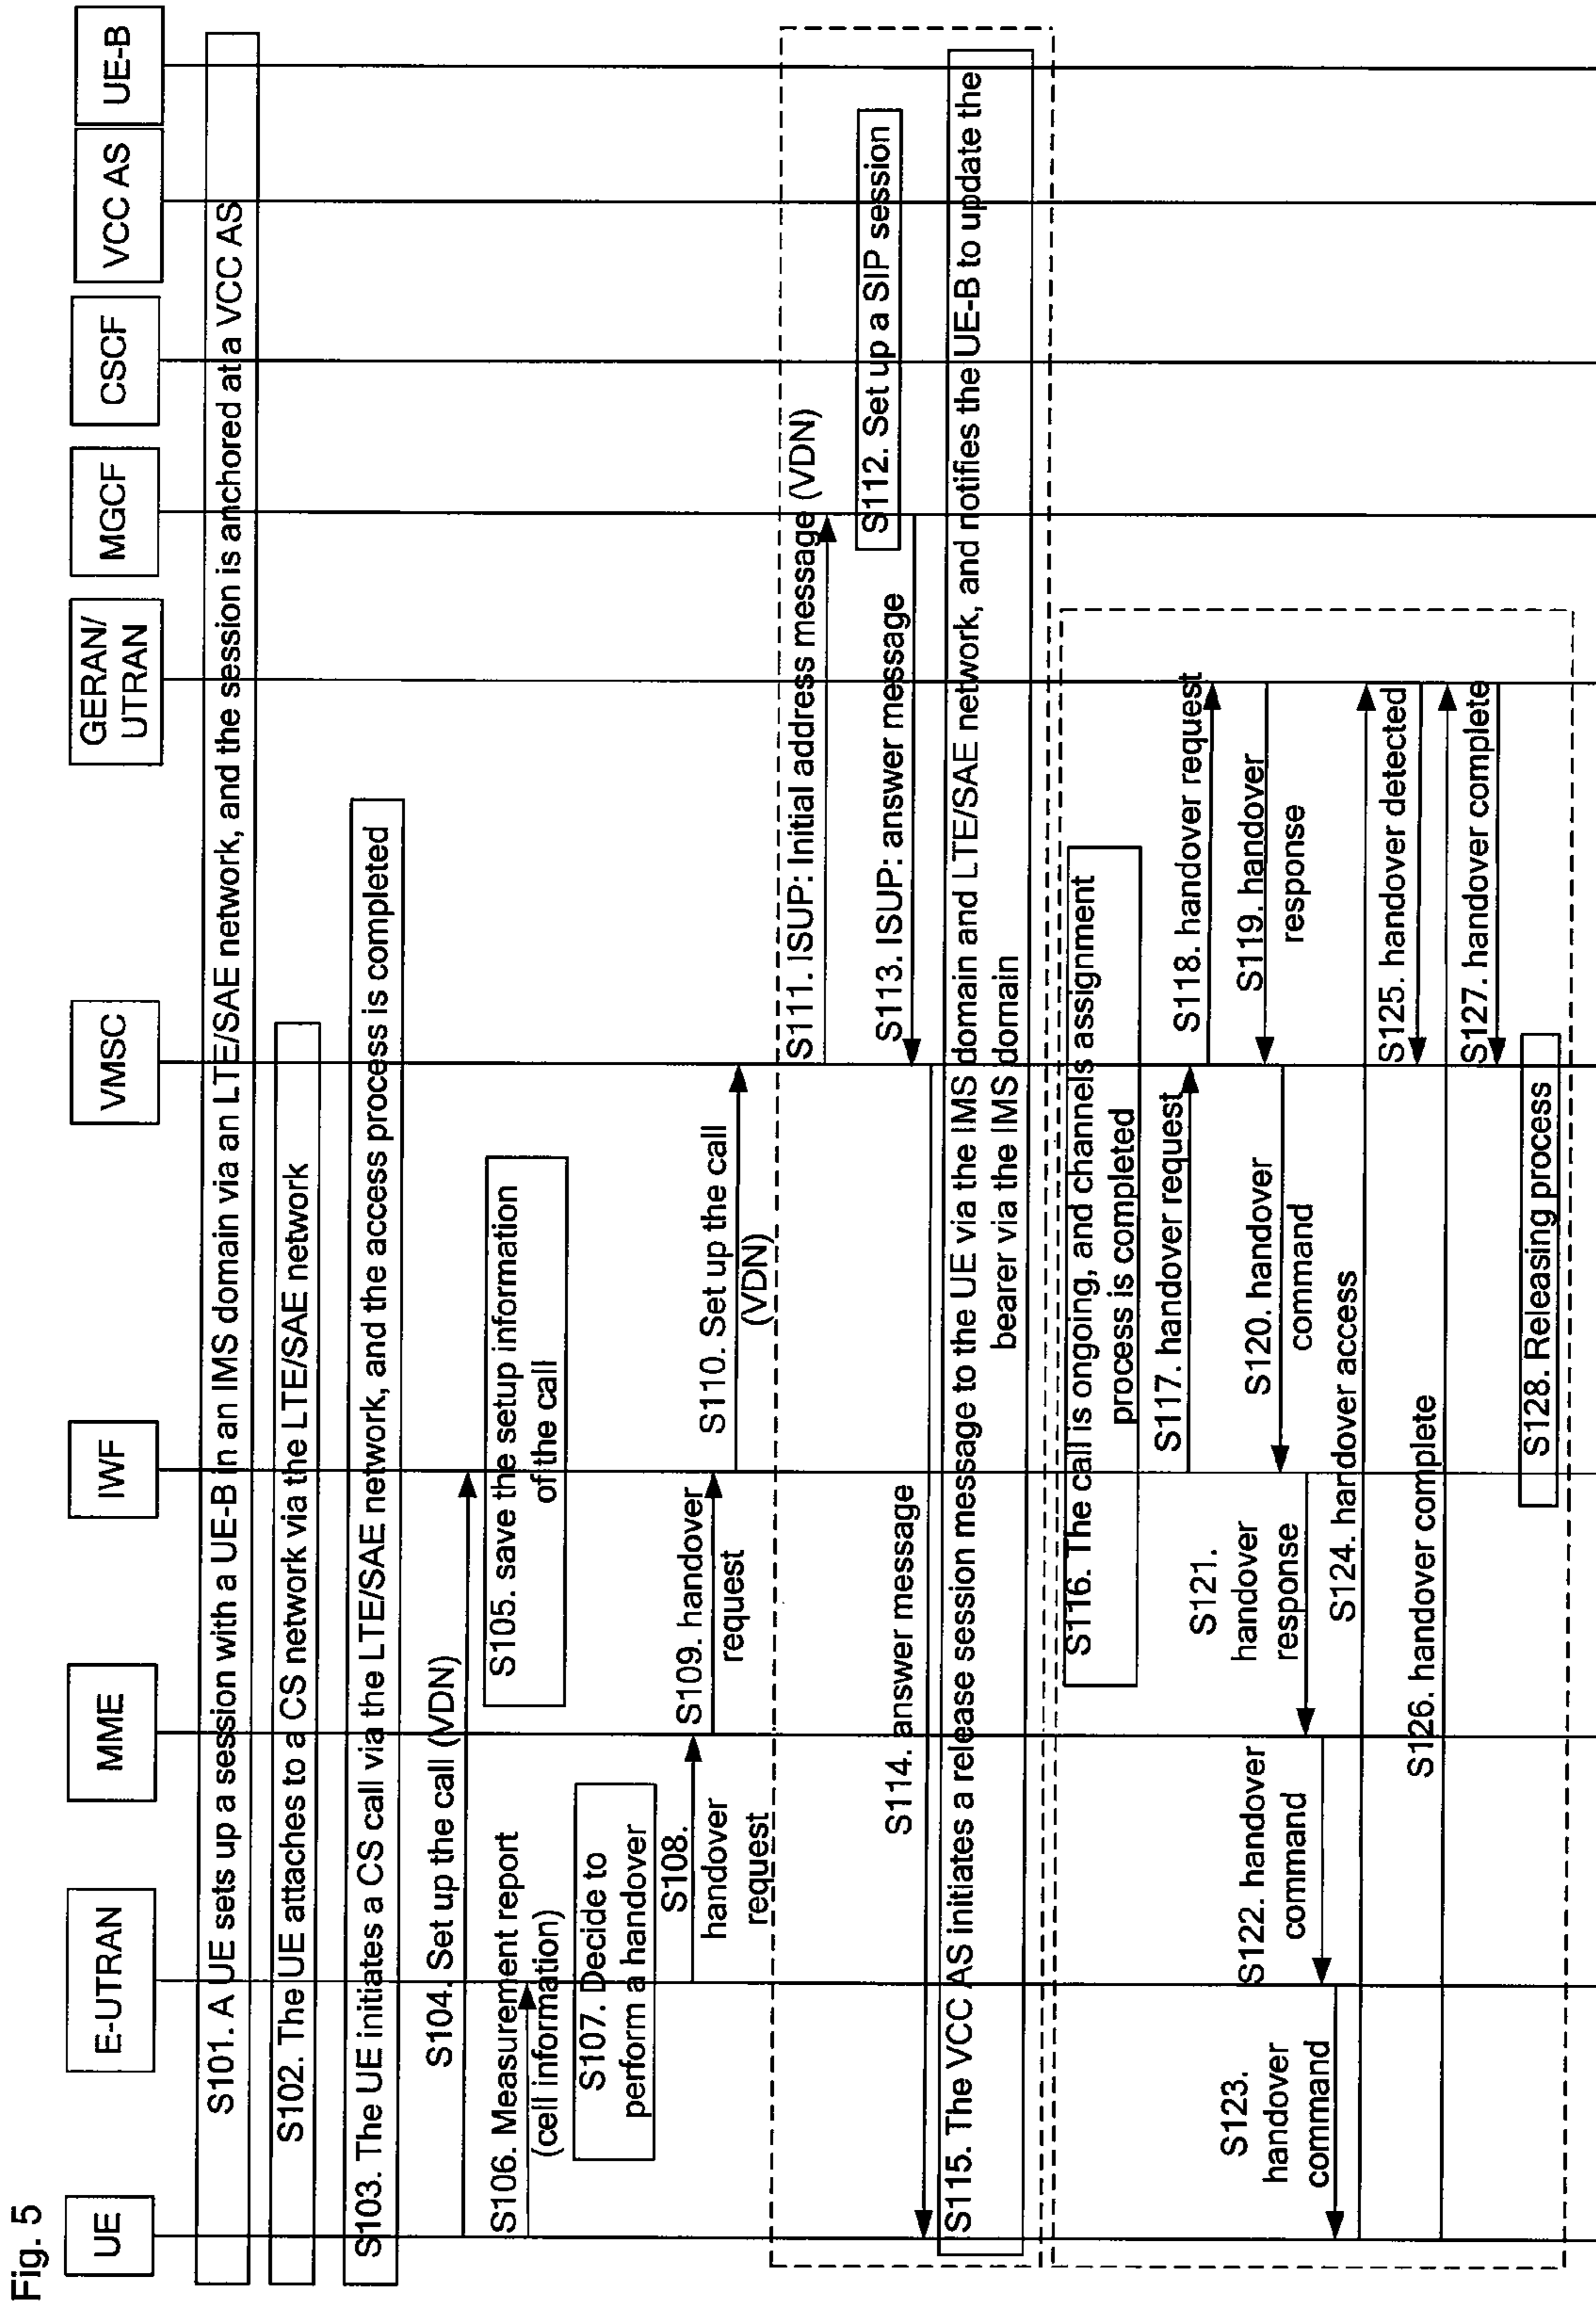 Fig. 5
UE
E-UTRAN
MME
IWF
VMSC
GERAN/
UTRAN
MGCF
CSCF
VCC AS
UE-B
S101. A UE sets up a session with a UE-B in an IMS domain via an LTE/SAE network, and the session is anchored at a VCC AS
S102. The UE attaches to a CS network via the LTE/SAE network
S103. The UE initiates a CS call via the LTE/SAE network, and the access process is completed
S104. Set up the call (VDN)
S105. save the setup information
of the call
S106. Measurement report
(cell information)
S107. Decide to
perform a handover
S108.
handover
request
S109. handover
request
S110. Set up the call
(VDN)
S111. ISUP: Initial address message (VDN)
S112. Set up a SIP session
S113. ISUP: answer message
S114. answer message
S115. The VCC AS initiates a release session message to the UE via the IMS domain and LTE/SAE network, and notifies the UE-B to update the
bearer via the IMS domain
S116. The call is ongoing, and channels assignment
process is completed
S117. handover request
S118. handover request
S119. handover
response
S120. handover
command
S121.
handover
response
S122. handover
command
S123.
handover
command
S124. handover access
S125. handover detected
S126. handover complete
S127. handover complete
S128. Releasing process